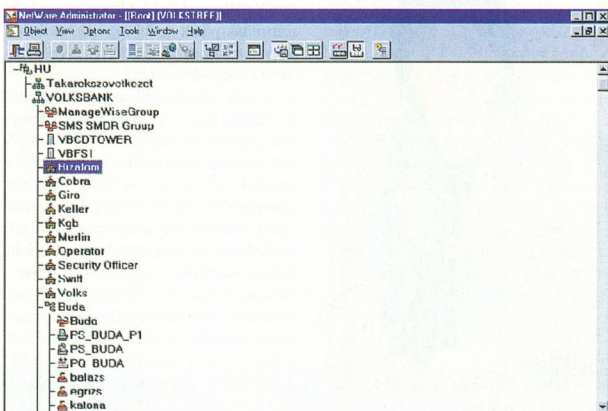 NetWare Administrator - [[Root] (VOLKSTREE)]
Object View Options Tools Window Help
HU
Takarekszovetkezet
VOLKSBANK
ManageWiseGroup
SMS SMDR Group
VBCDTOWER
VBFS1
Bizalom
Cobra
Giro
Keller
Kgb
Merlin
Operator
Security Officer
Swift
Volks
Buda
Buda
PS_BUDA_P1
PS_BUDA
PQ_BUDA
balazs
egrizs
katona